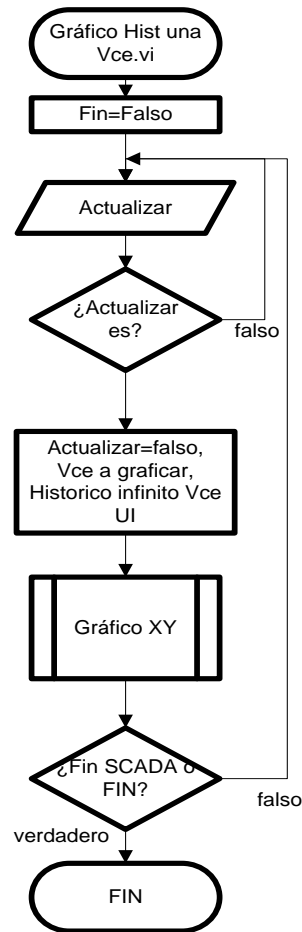 Gráfico Hist una
Vce.vi
Fin=Falso
Actualizar
¿Actualizar
es?
falso
Actualizar=falso,
Vce a graficar,
Historico infinito Vce
UI
Gráfico XY
¿Fin SCADA o
FIN?
falso
verdadero
FIN